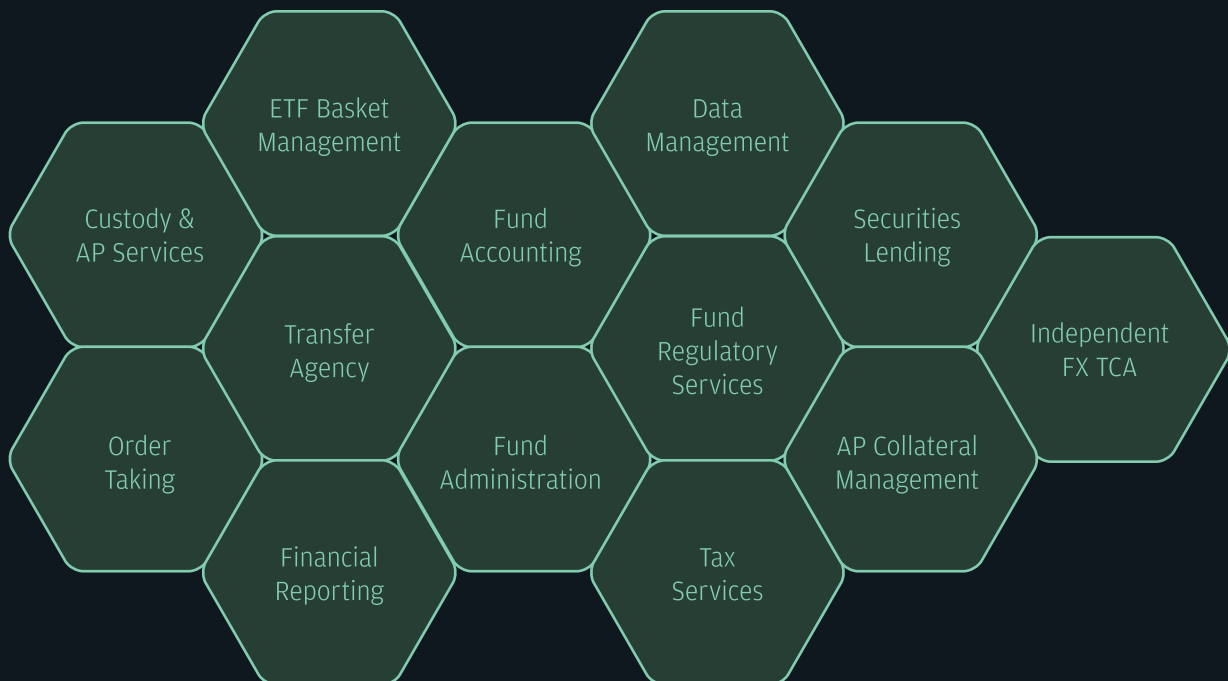 ETF Basket
Management
Data
Management
Custody &
AP Services
Fund
Accounting
Securities
Lending
Transfer
Agency
Fund
Regulatory
Services
Independent
FX TCA
Order
Taking
Fund
Administration
AP Collateral
Management
Financial
Reporting
Tax
Services